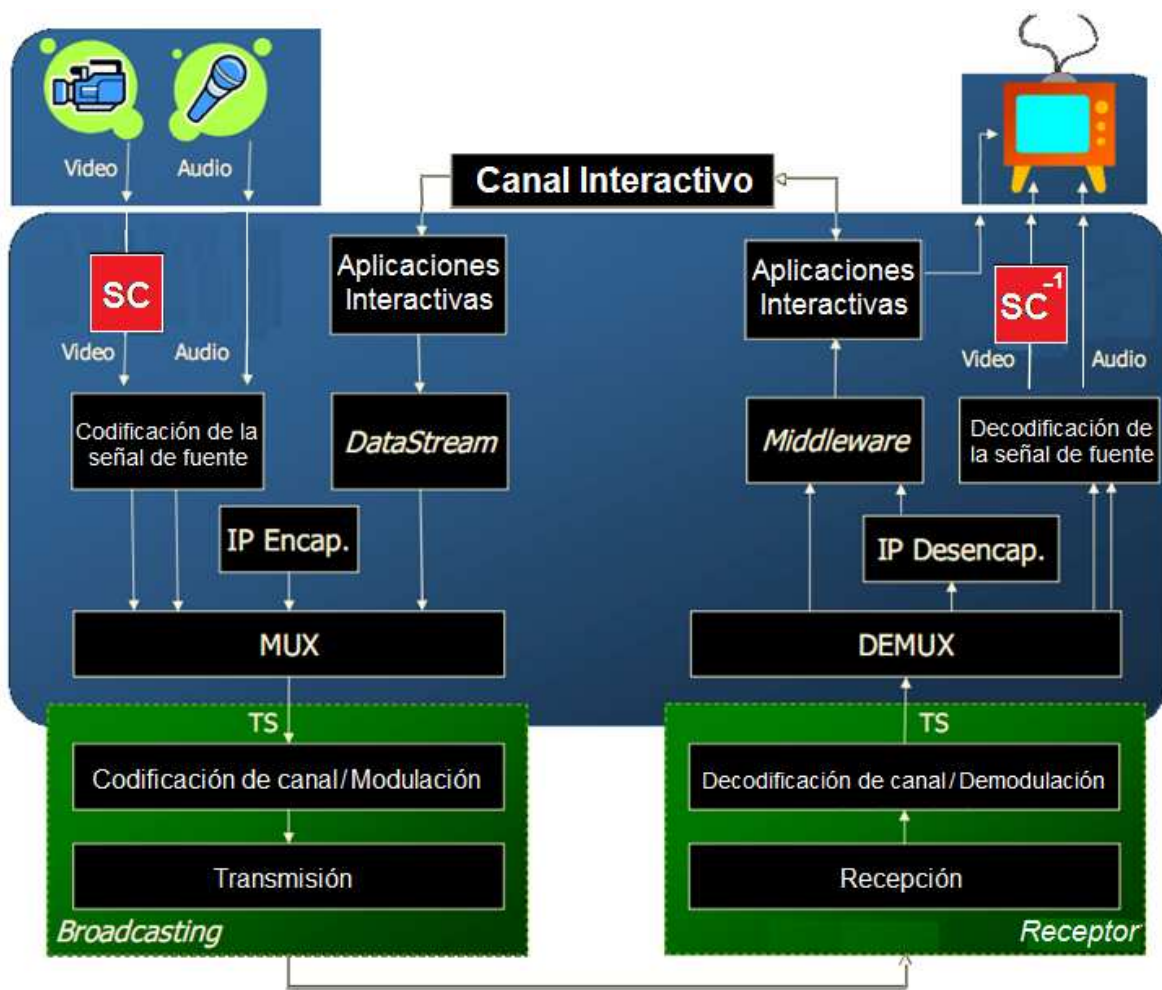 Video
Audio
Canal Interactivo
SC
Video
Audio
Aplicaciones
Interactivas
Codificación de la
señal de fuente
DataStream
IP Encap.
MUX
TS
Codificación de canal/Modulación
Transmisión
Broadcasting
Aplicaciones
Interactivas
SC⁻¹
Video
Audio
Middleware
Decodificación de
la señal de fuente
IP Desencap.
DEMUX
TS
Decodificación de canal/Demodulación
Recepción
Receptor